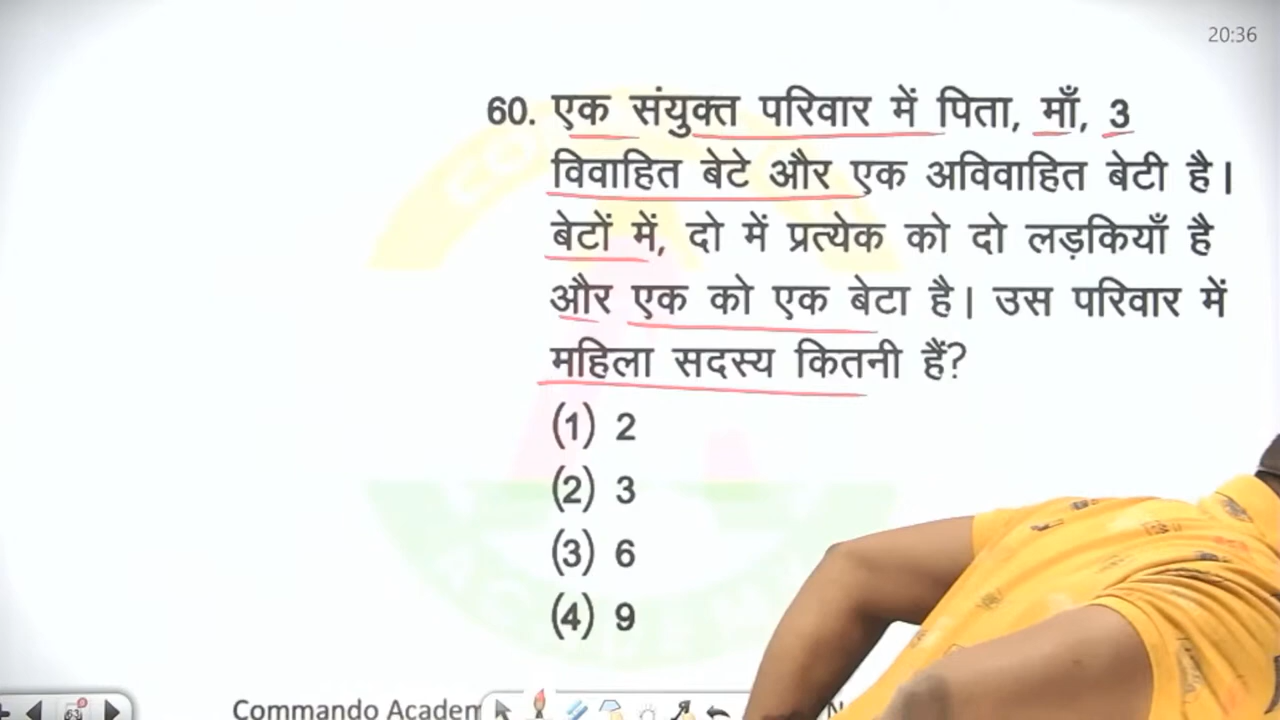 20:36
60. एक संयुक्त परिवार में पिता, माँ, 3
विवाहित बेटे और एक अविवाहित बेटी है।
बेटों में, दो में प्रत्येक को दो लड़कियाँ है
और एक को एक बेटा है। उस परिवार में
महिला सदस्य कितनी हैं?
(1) 2
(2) 3
(3) 6
(4) 9
Commando